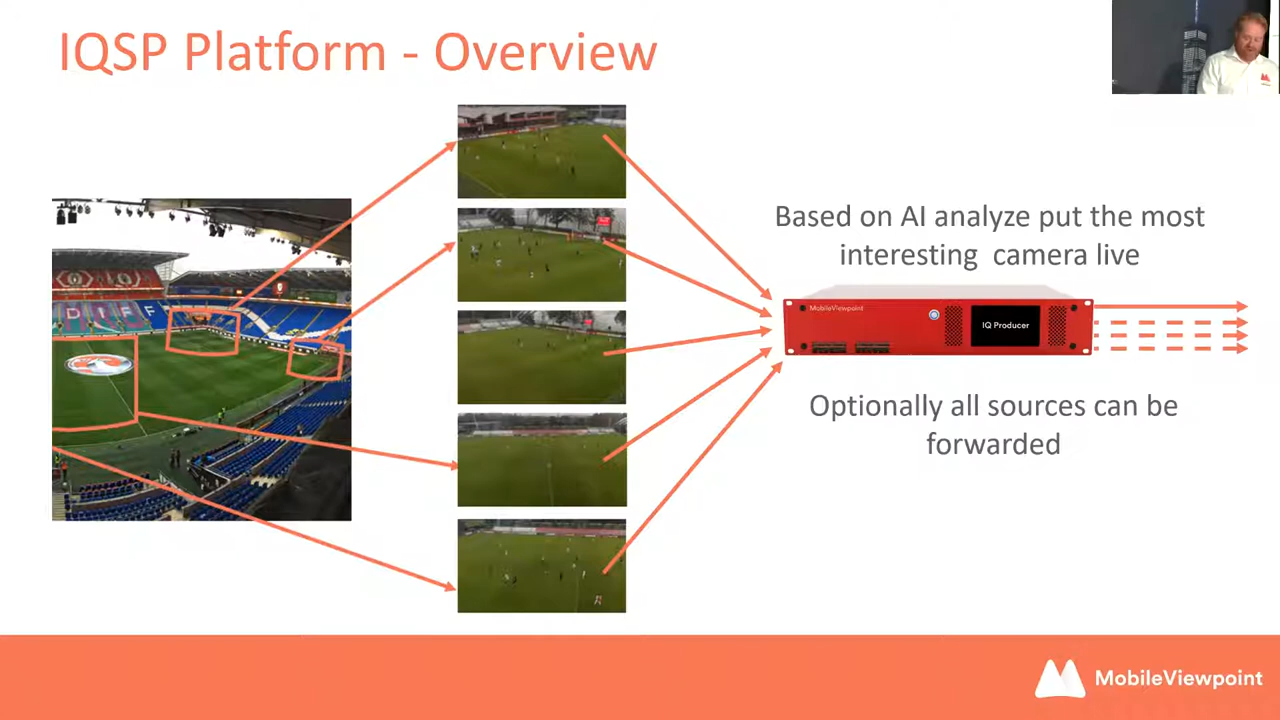 IQSP Platform - Overview
Based on AI analyze put the most
interesting camera live
MobileViewpoint
IQ Producer
Optionally all sources can be
forwarded
MobileViewpoint